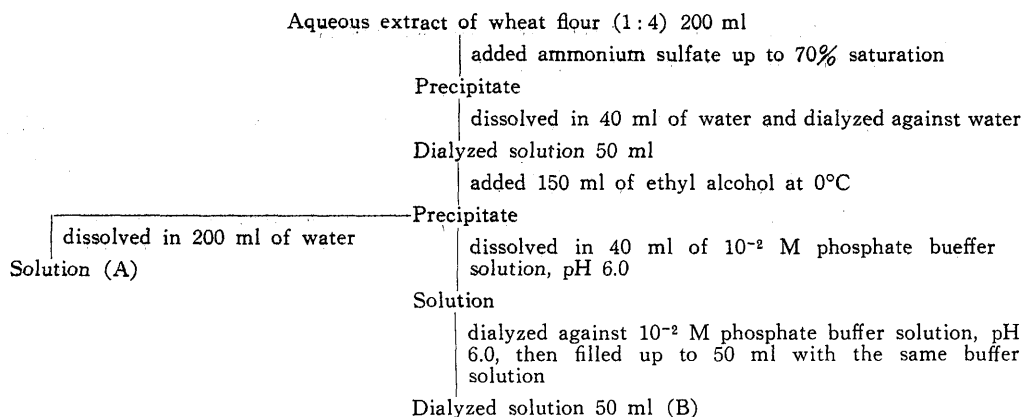 Aqueous extract of wheat flour (1 : 4) 200 ml
added ammonium sulfate up to 70% saturation
Precipitate
dissolved in 40 ml of water and dialyzed against water
Dialyzed solution 50 ml
added 150 ml of ethyl alcohol at 0°C
Precipitate
dissolved in 200 ml of water
Solution (A)
dissolved in 40 ml of 10⁻² M phosphate bueffer
solution, pH 6.0
Solution
dialyzed against 10⁻² M phosphate buffer solution, pH
6.0, then filled up to 50 ml with the same buffer
solution
Dialyzed solution 50 ml (B)